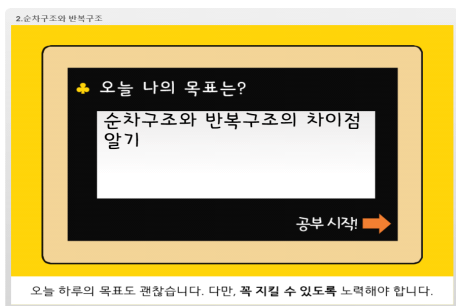 2.순차구조와 반복구조
오늘 나의 목표는?
순차구조와 반복구조의 차이점
알기
공부 시작!
오늘 하루의 목표도 괜찮습니다. 다만, 꼭 지킬 수 있도록 노력해야 합니다.